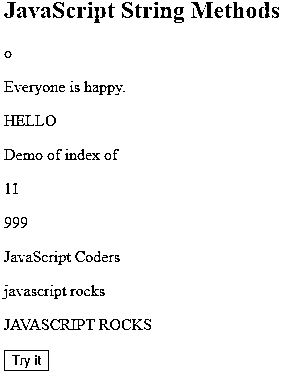 JavaScript String Methods
o
Everyone is happy.
HELLO
Demo of index of
11
999
JavaScript Coders
javascript rocks
JAVASCRIPT ROCKS
Try it